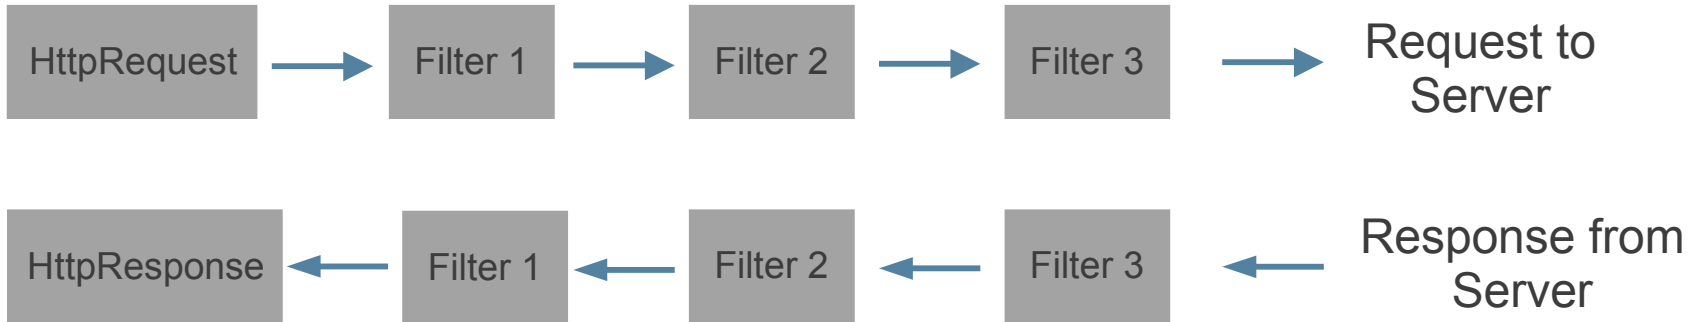 HttpRequest
Filter 1
Filter 2
Filter 3
Request to
Server
HttpResponse
Filter 1
Filter 2
Filter 3
Response from
Server